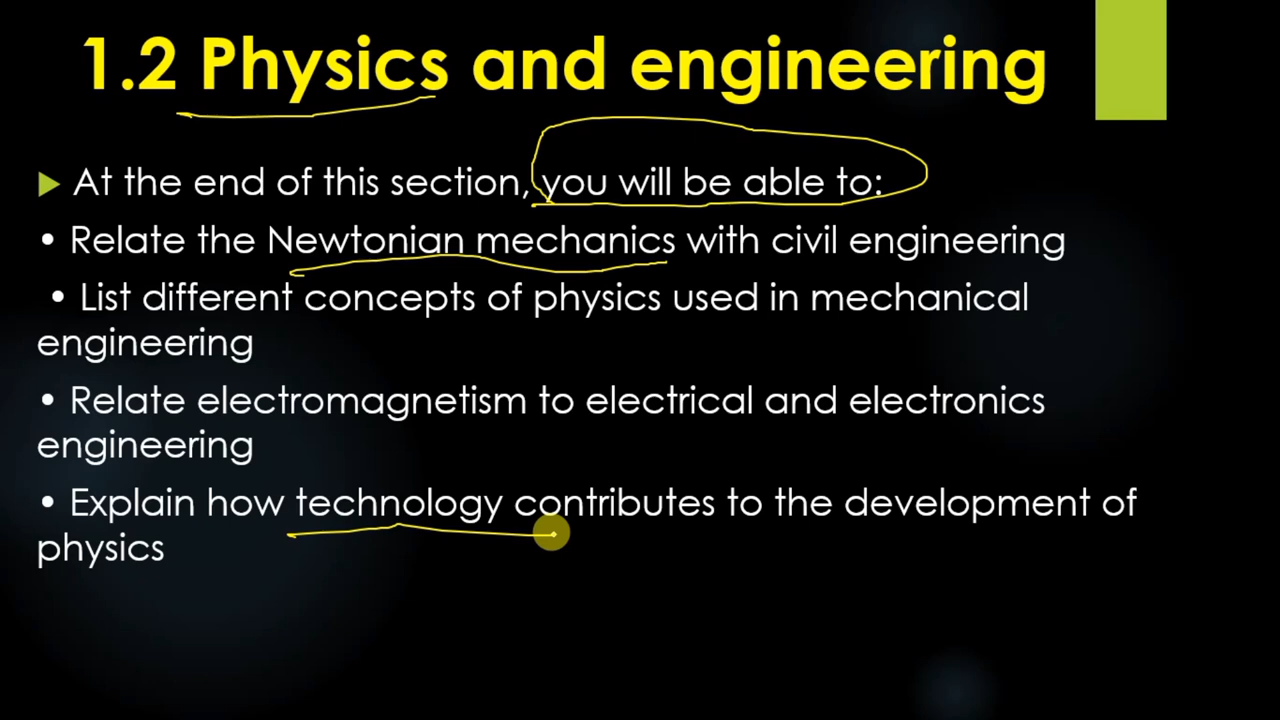 1.2 Physics and engineering
At the end of this section, you will be able to:
• Relate the Newtonian mechanics with civil engineering
• List different concepts of physics used in mechanical
engineering
• Relate electromagnetism to electrical and electronics
engineering
• Explain how technology contributes to the development of
physics